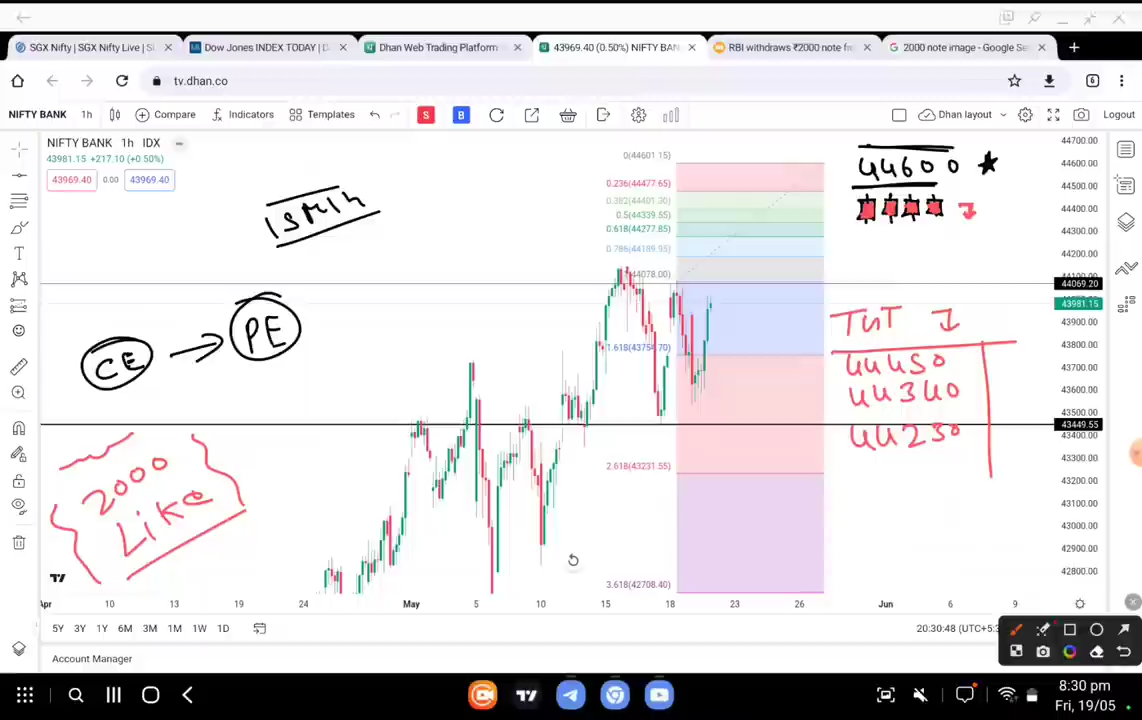 SGX Nifty | SGX Nifty Live | S
Dow Jones INDEX TODAY | D
Dhan Web Trading Platform
43969.40 (0.50%) NIFTY BAN
RBI withdraws ₹2000 note fr
2000 note image - Google Se
tv.dhan.co
6
NIFTY BANK
1h
Compare
Indicators
Templates
S
B
Dhan layout
Logout
NIFTY BANK 1h IDX
43981.15 +217.10 (+0.50%)
43969.40
0.00
43969.40
15Min
CE → PE
2000
Like
0(44601.15)
0.236(44477.65)
0.382(44401.30)
0.5(44339.55)
0.618(44277.85)
0.786(44189.95)
(44078.00)
1.618(43754.70)
2.618(43231.55)
3.618(42708.40)
44600
44450
44340
44230
44700.00
44600.00
44500.00
44400.00
44300.00
44200.00
44100.00
44069.20
43981.15
43900.00
43800.00
43700.00
43600.00
43500.00
43449.55
43400.00
43300.00
43200.00
43100.00
43000.00
42900.00
42800.00
Apr 10 13 19 24 May 5 10 15 18 23 26 Jun 6 9
5Y 3Y 1Y 6M 3M 1M 1W 1D
20:30:48 (UTC+5:3
Account Manager
8:30 pm
Fri, 19/05